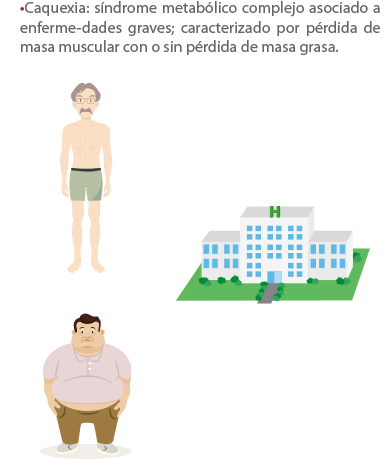 •Caquexia: síndrome metabólico complejo asociado a
enferme-dades graves; caracterizado por pérdida de
masa muscular con o sin pérdida de masa grasa.
H